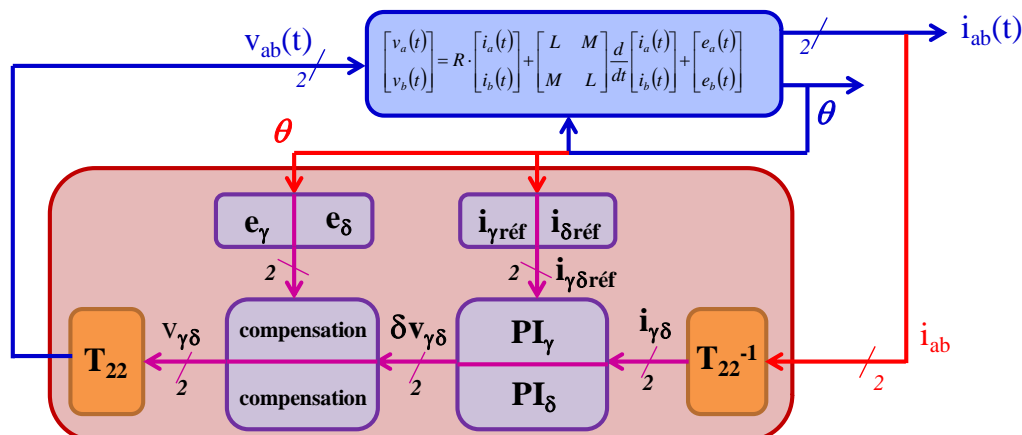 v_ab(t)
2
[v_a(t) v_b(t)] = R · [i_a(t) i_b(t)] + [L M M L] d/dt [i_a(t) i_b(t)] + [e_a(t) e_b(t)]
2
i_ab(t)
θ
θ
e_γ e_δ
i_γréf i_δréf
2
2
i_γδréf
T_22
v_γδ
2
compensation
compensation
δv_γδ
2
PI_γ
PI_δ
i_γδ
2
T_22^-1
i_ab
2